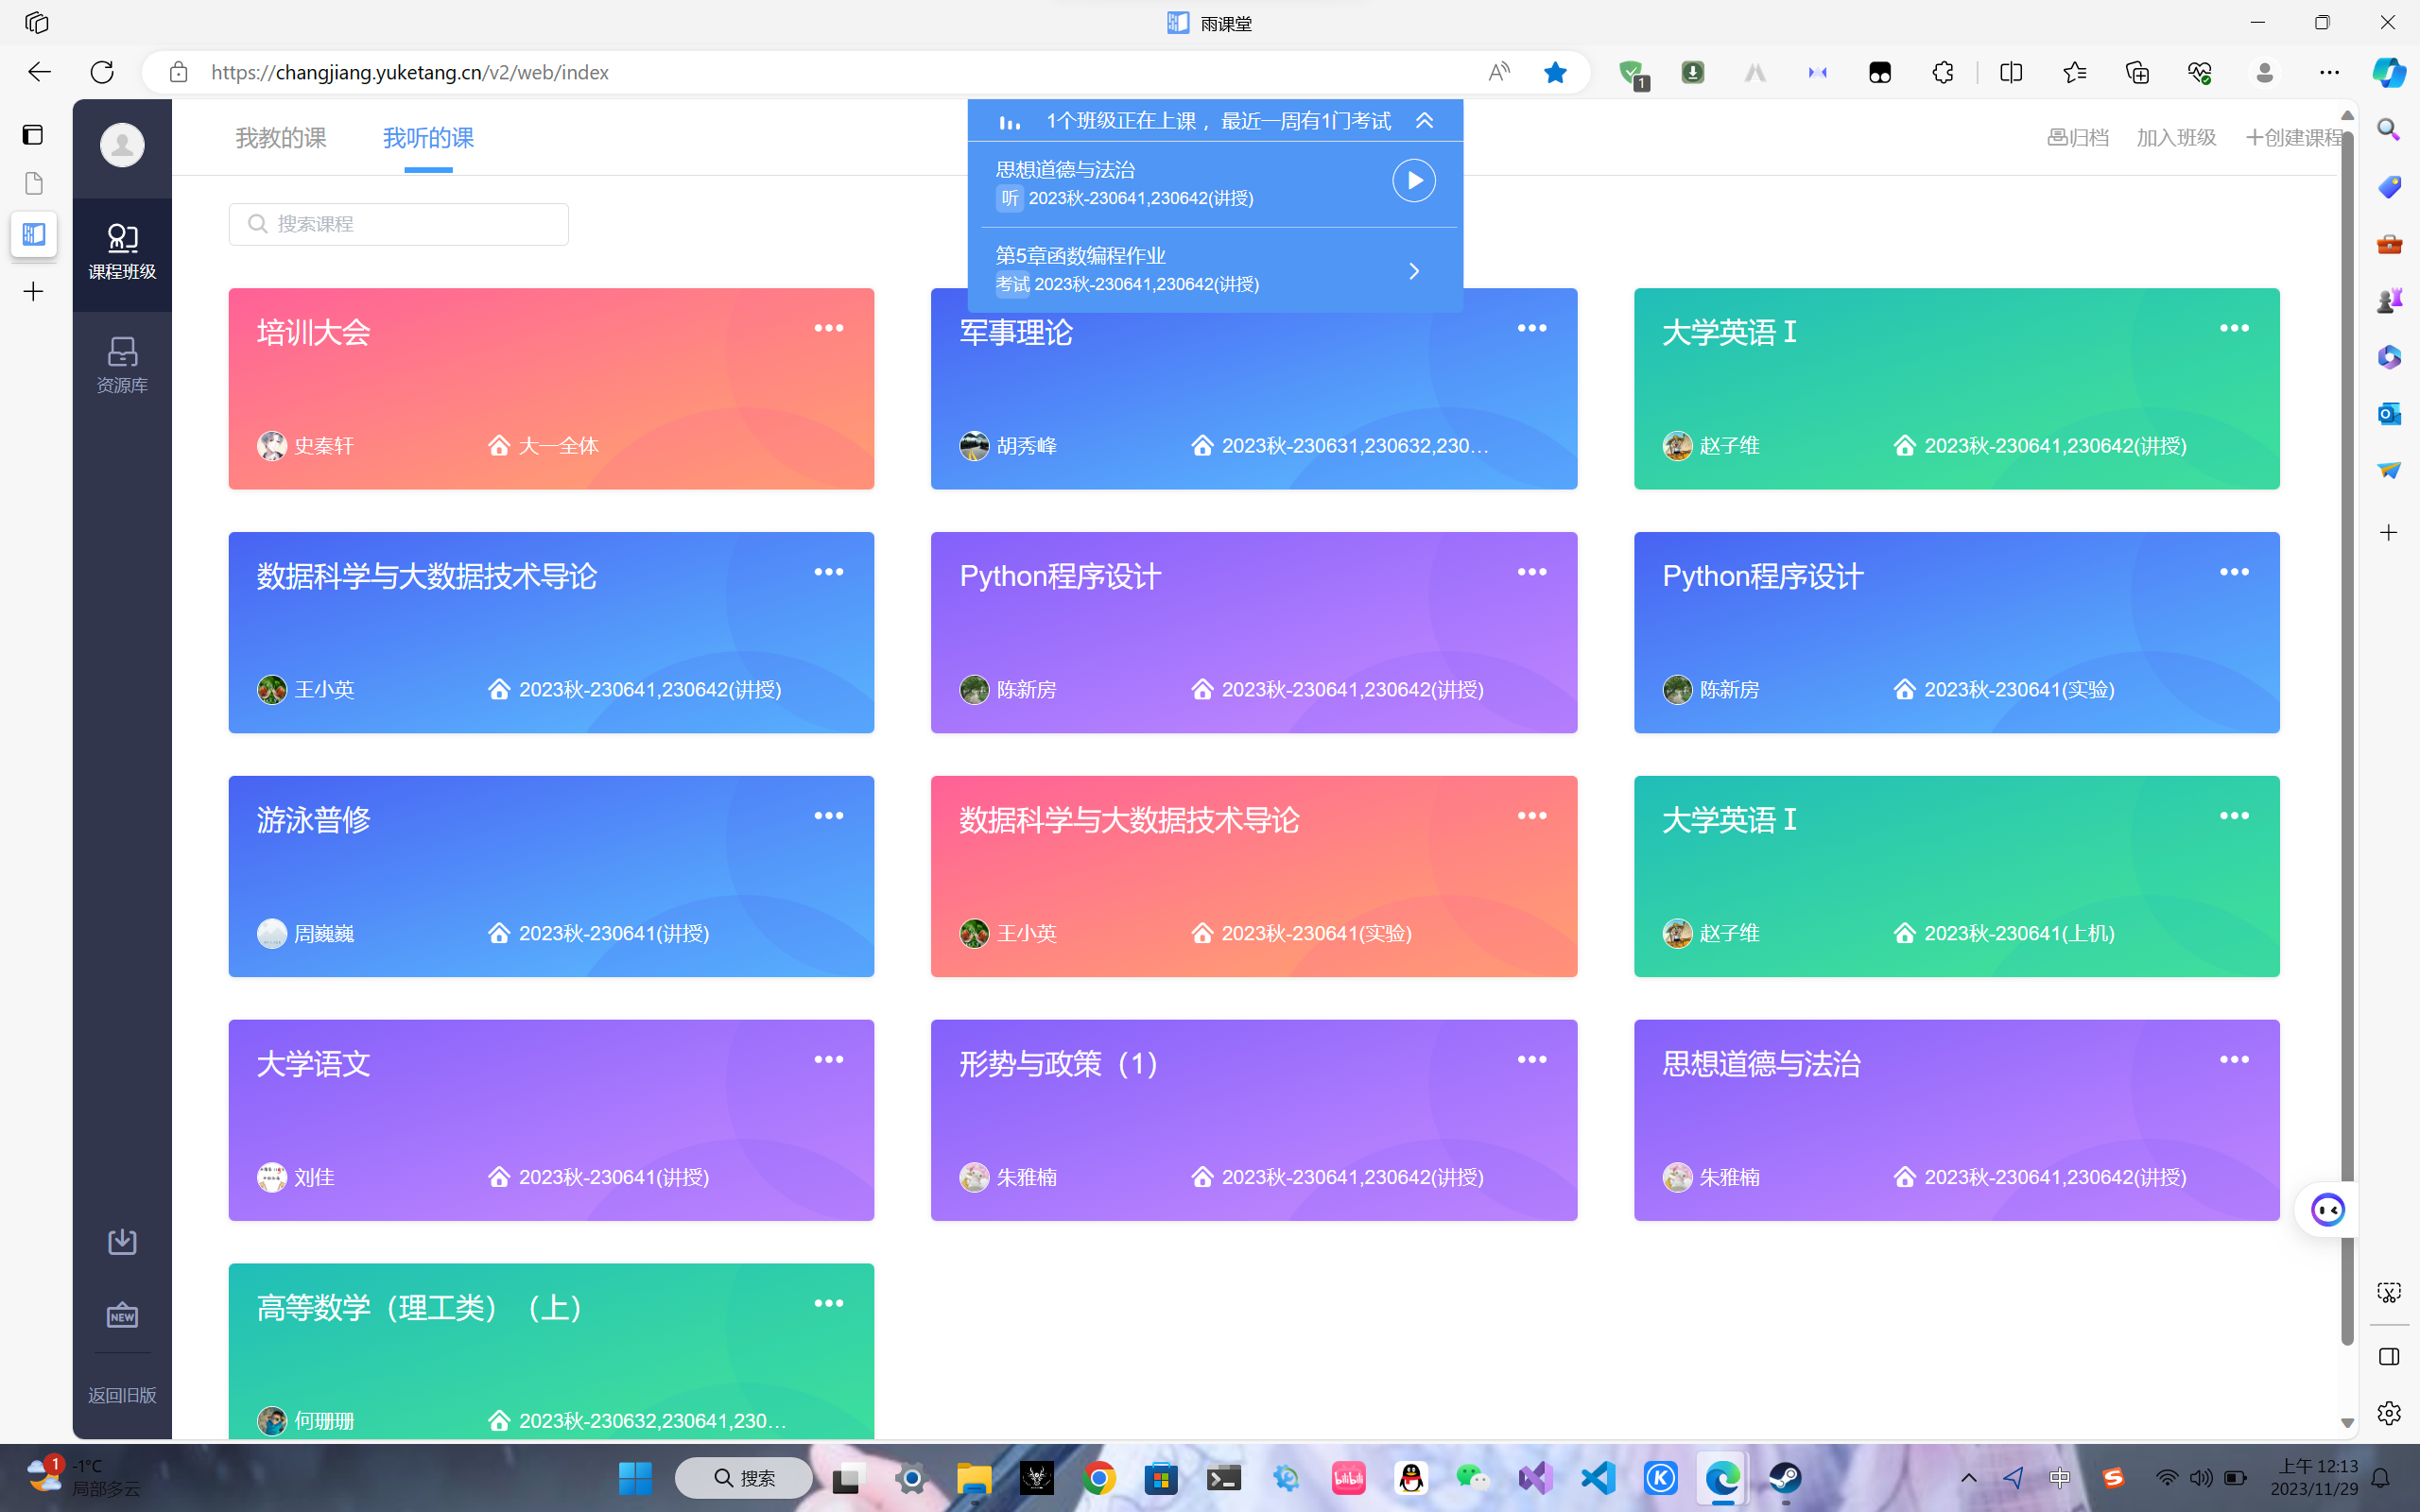 雨课堂
https://changjiang.yuketang.cn/v2/web/index
1
我教的课
我听的课
1个班级正在上课，最近一周有1门考试
归档
加入班级
创建课程
思想道德与法治
听 2023秋-230641,230642(讲授)
搜索课程
第5章函数编程作业
考试 2023秋-230641,230642(讲授)
课程班级
资源库
培训大会
史秦轩
大一全体
军事理论
胡秀峰
2023秋-230631,230632,230...
大学英语 I
赵子维
2023秋-230641,230642(讲授)
数据科学与大数据技术导论
王小英
2023秋-230641,230642(讲授)
Python程序设计
陈新房
2023秋-230641,230642(讲授)
Python程序设计
陈新房
2023秋-230641(实验)
游泳普修
周巍巍
2023秋-230641(讲授)
数据科学与大数据技术导论
王小英
2023秋-230641(实验)
大学英语 I
赵子维
2023秋-230641(上机)
大学语文
刘佳
2023秋-230641(讲授)
形势与政策（1）
朱雅楠
2023秋-230641,230642(讲授)
思想道德与法治
朱雅楠
2023秋-230641,230642(讲授)
高等数学（理工类）（上）
何珊珊
2023秋-230632,230641,230...
NEW
返回旧版
1
-1°C
局部多云
搜索
bilibili
中
上午 12:13
2023/11/29